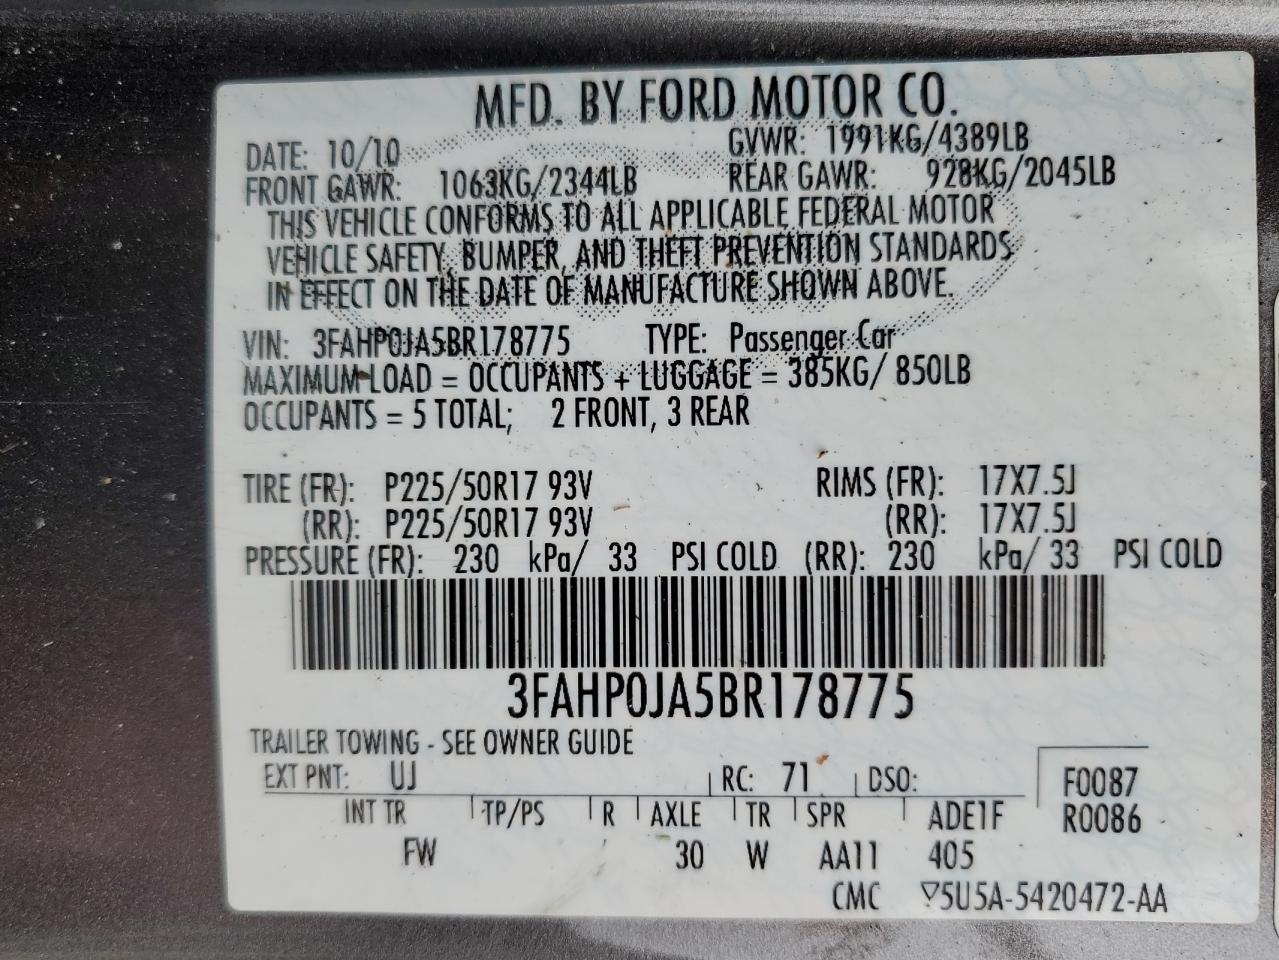 MFD. BY FORD MOTOR CO.
DATE: 10/10 GVWR: 1991KG/4389LB
FRONT GAWR: 1063KG/2344LB REAR GAWR: 928KG/2045LB
THIS VEHICLE CONFORMS TO ALL APPLICABLE FEDERAL MOTOR
VEHICLE SAFETY, BUMPER, AND THEFT PREVENTION STANDARDS
IN EFFECT ON THE DATE OF MANUFACTURE SHOWN ABOVE.
VIN: 3FAHP0JA5BR178775 TYPE: Passenger Car
MAXIMUM LOAD = OCCUPANTS + LUGGAGE = 385KG/ 850LB
OCCUPANTS = 5 TOTAL; 2 FRONT, 3 REAR
TIRE (FR): P225/50R17 93V RIMS (FR): 17X7.5J
(RR): P225/50R17 93V (RR): 17X7.5J
PRESSURE (FR): 230 kPa/ 33 PSI COLD (RR): 230 kPa/ 33 PSI COLD
3FAHP0JA5BR178775
TRAILER TOWING - SEE OWNER GUIDE
EXT PNT: UJ RC: 71 DSO: F0087
INT TR TP/PS R AXLE TR SPR ADE1F R0086
FW 30 W AA11 405
CMC ▽5U5A-5420472-AA